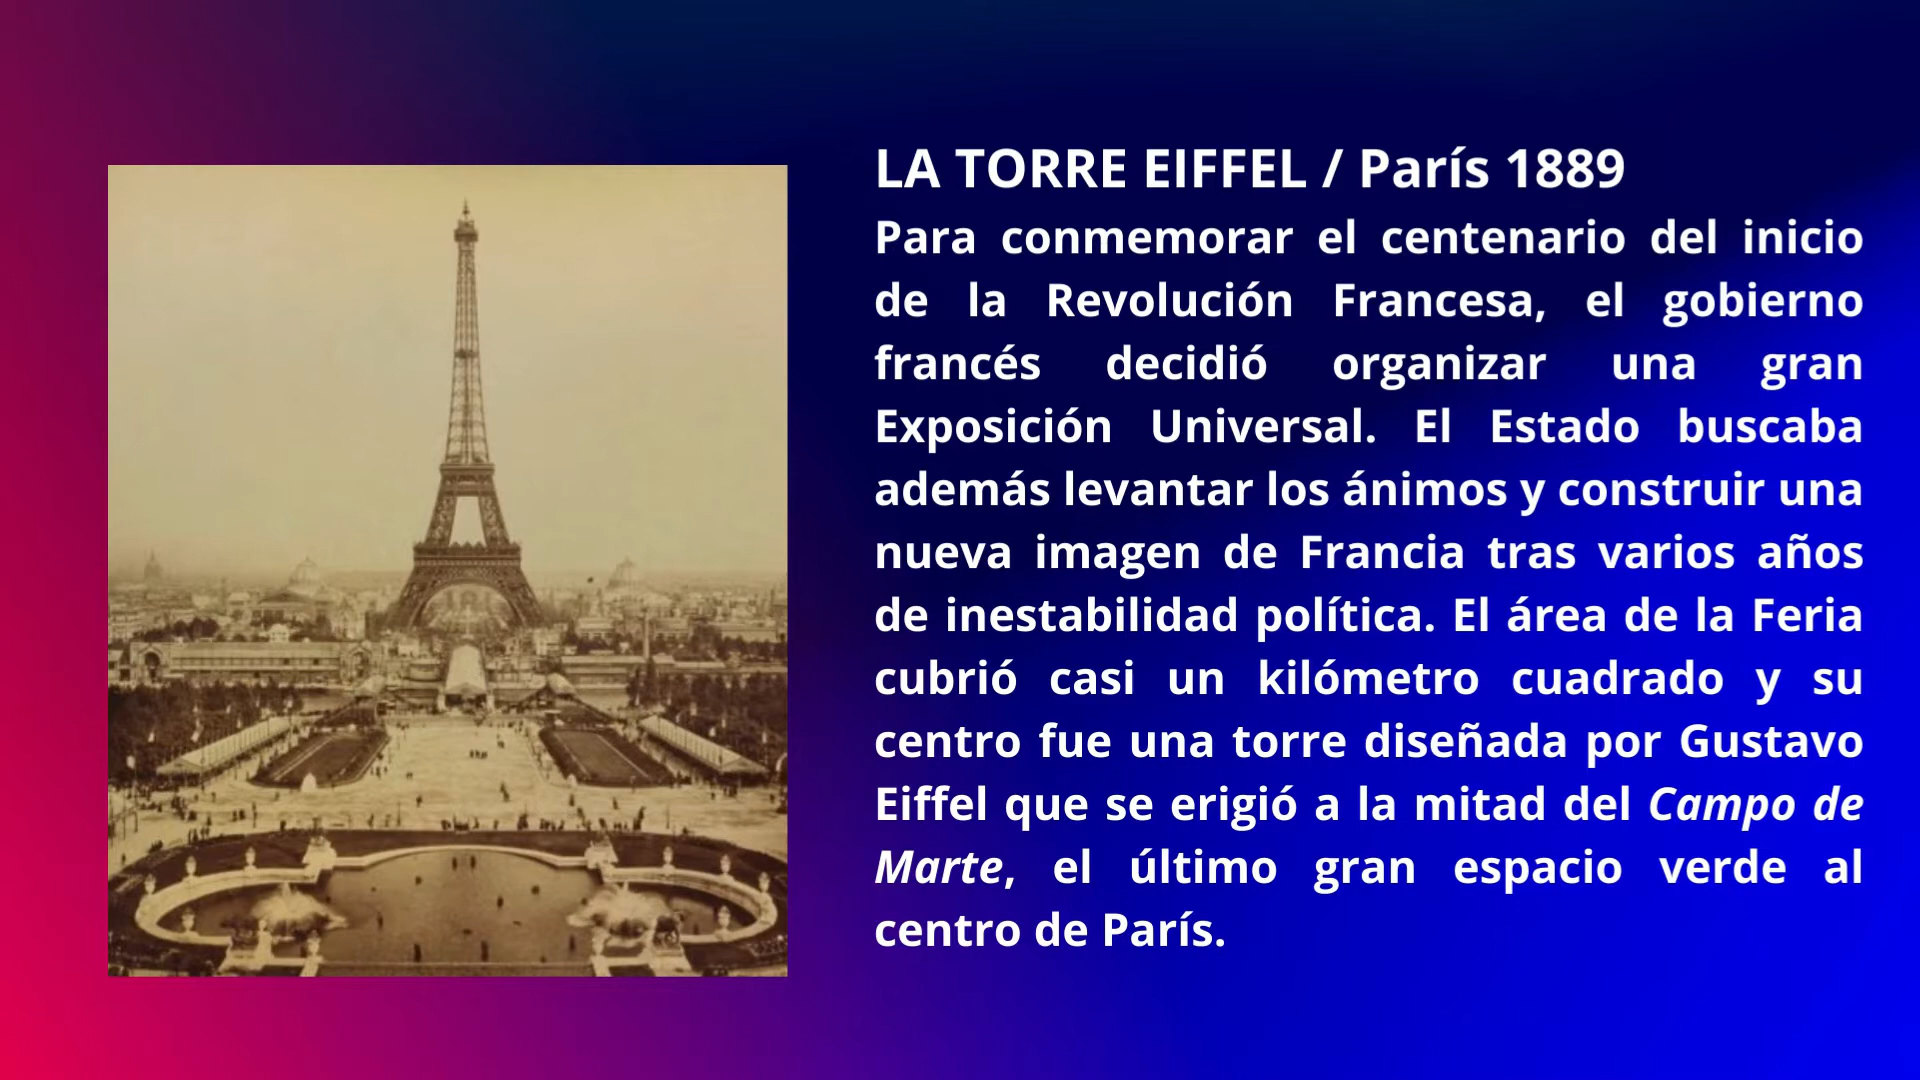 LA TORRE EIFFEL / París 1889
Para conmemorar el centenario del inicio
de la Revolución Francesa, el gobierno
francés decidió organizar una gran
Exposición Universal. El Estado buscaba
además levantar los ánimos y construir una
nueva imagen de Francia tras varios años
de inestabilidad política. El área de la Feria
cubrió casi un kilómetro cuadrado y su
centro fue una torre diseñada por Gustavo
Eiffel que se erigió a la mitad del Campo de
Marte, el último gran espacio verde al
centro de París.